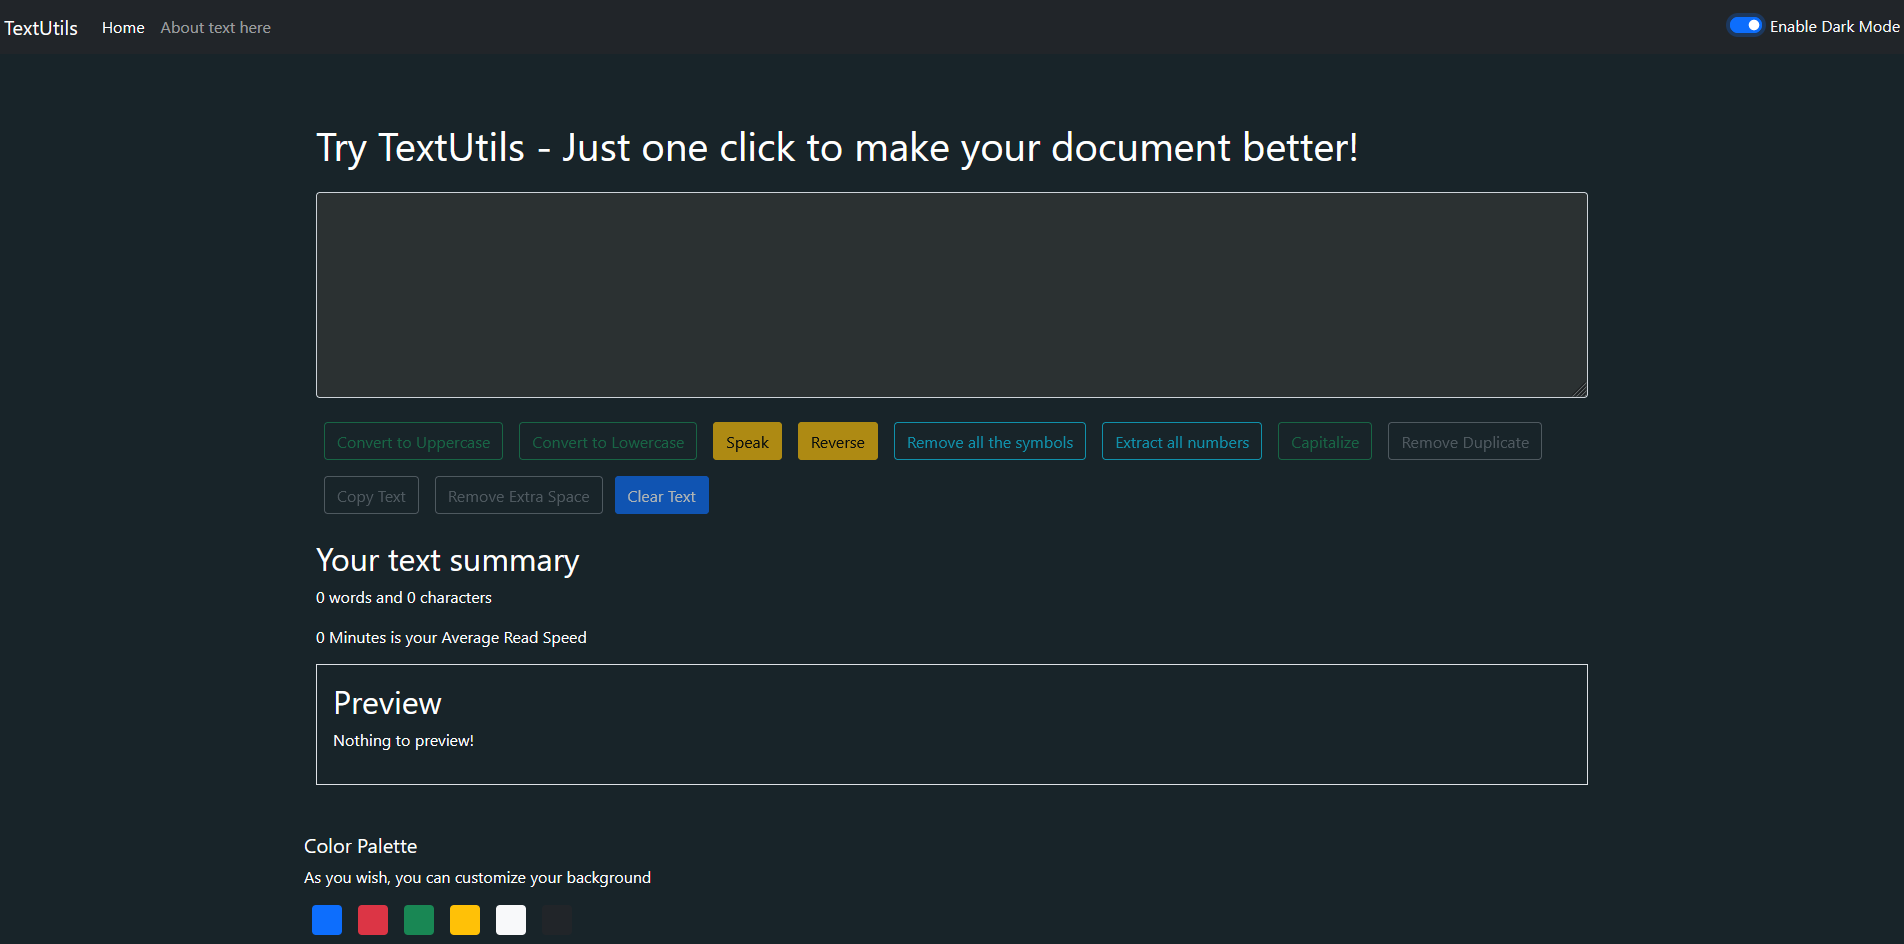 TextUtils Home About text here Enable Dark Mode
Try TextUtils - Just one click to make your document better!
Convert to Uppercase Convert to Lowercase Speak Reverse Remove all the symbols Extract all numbers Capitalize Remove Duplicate
Copy Text Remove Extra Space Clear Text
Your text summary
0 words and 0 characters
0 Minutes is your Average Read Speed
Preview
Nothing to preview!
Color Palette
As you wish, you can customize your background